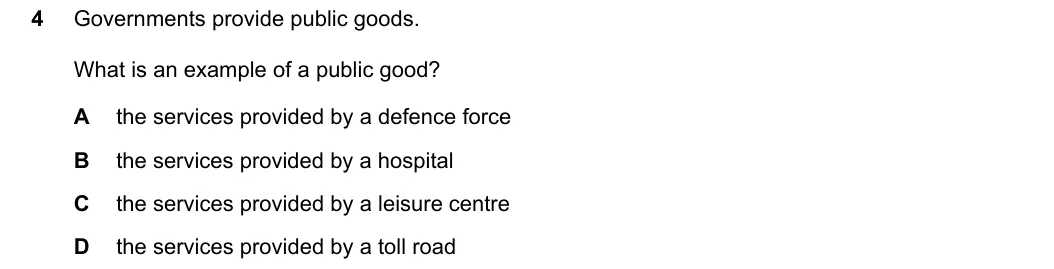 4 Governments provide public goods.
What is an example of a public good?
A the services provided by a defence force
B the services provided by a hospital
C the services provided by a leisure centre
D the services provided by a toll road